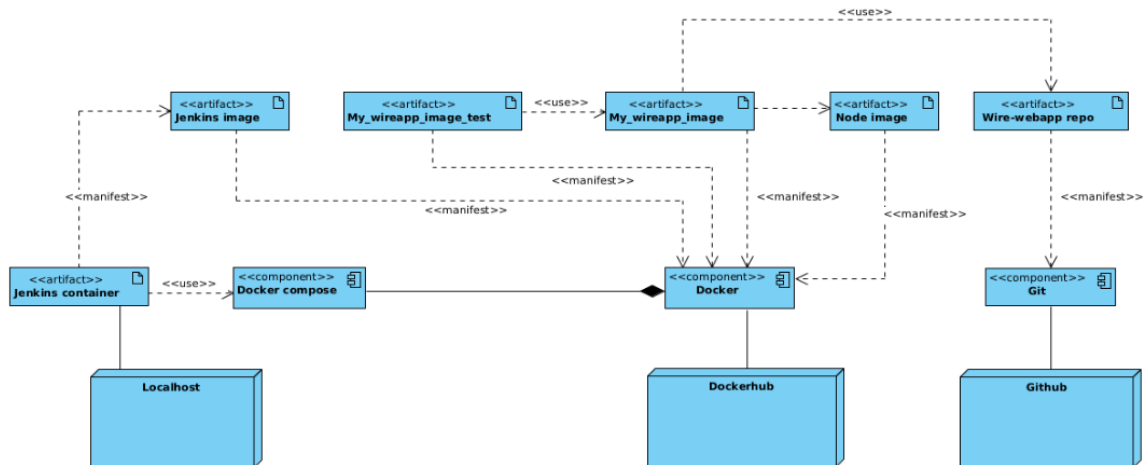 <<use>>
<<artifact>>
Jenkins image
<<artifact>>
My_wireapp_image_test
<<use>>
<<artifact>>
My_wireapp_image
<<artifact>>
Node image
<<artifact>>
Wire-webapp repo
<<manifest>>
<<manifest>>
<<manifest>>
<<manifest>>
<<manifest>>
<<manifest>>
<<artifact>>
Jenkins container
<<use>>
<<component>>
Docker compose
<<component>>
Docker
<<component>>
Git
Localhost
Dockerhub
Github